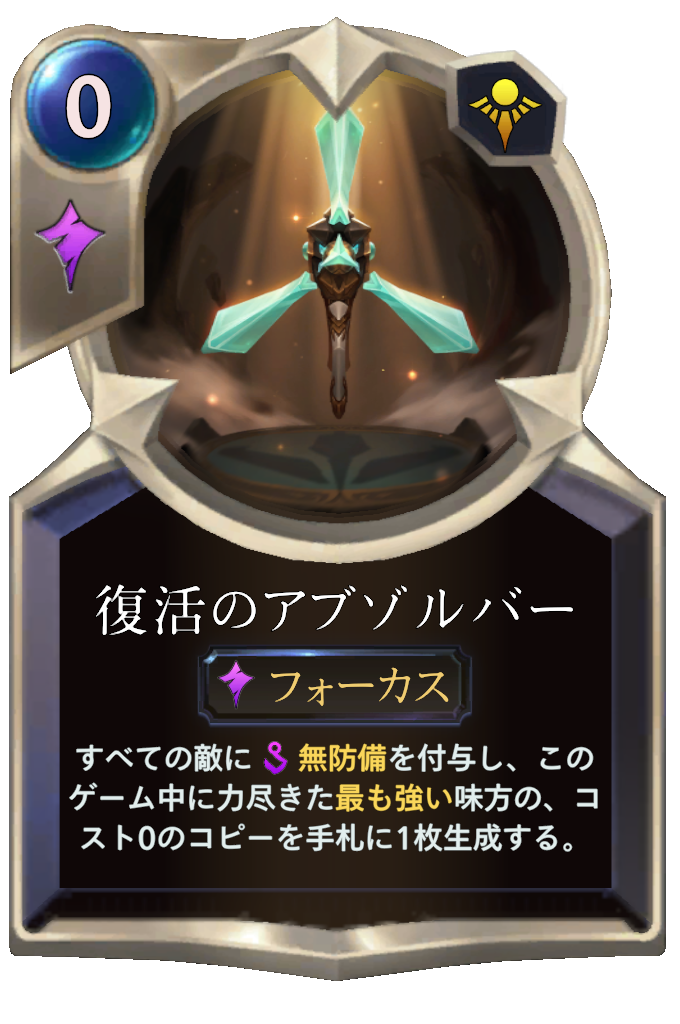 0
復活のアブゾルバー
フォーカス
すべての敵に 無防備を付与し、この
ゲーム中に力尽きた最も強い味方の、コ
スト0のコピーを手札に1枚生成する。